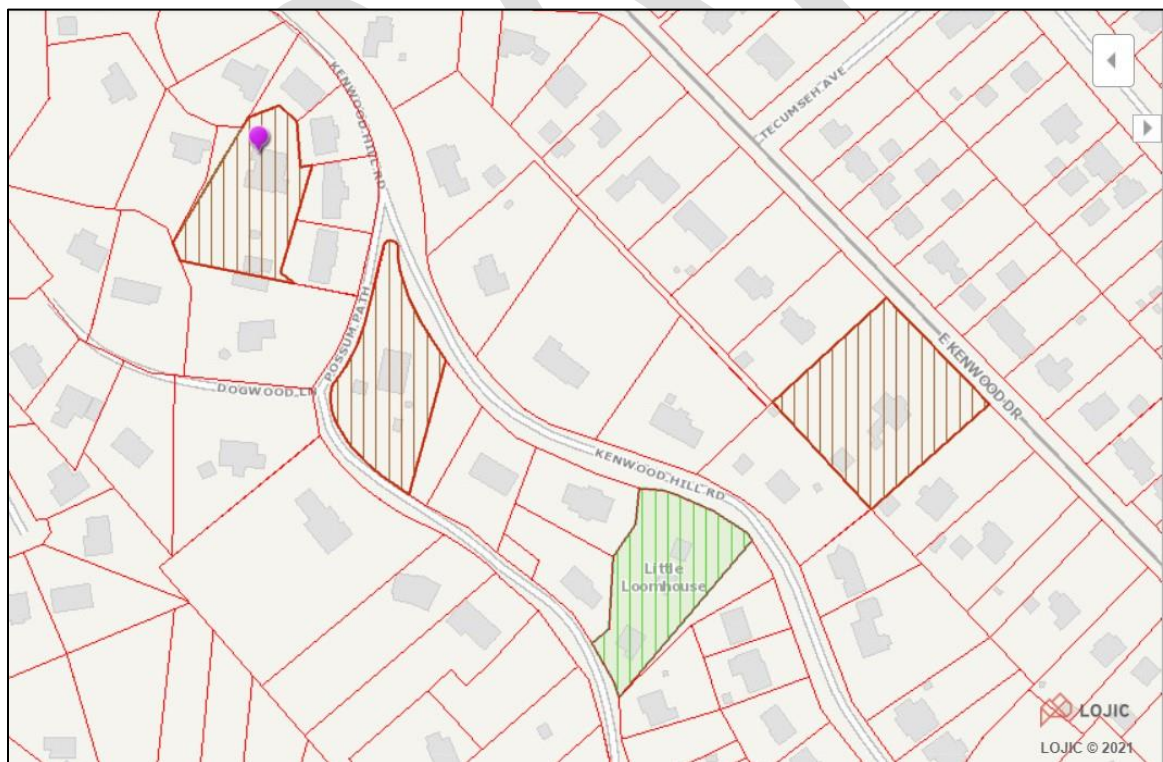 KENWOOD HILL RD
TECUMSEH AVE
POSSUM PATH
E KENWOOD DR
DOGWOOD LN
KENWOOD HILL RD
Little
Loomhouse
LOJIC
LOJIC © 2021